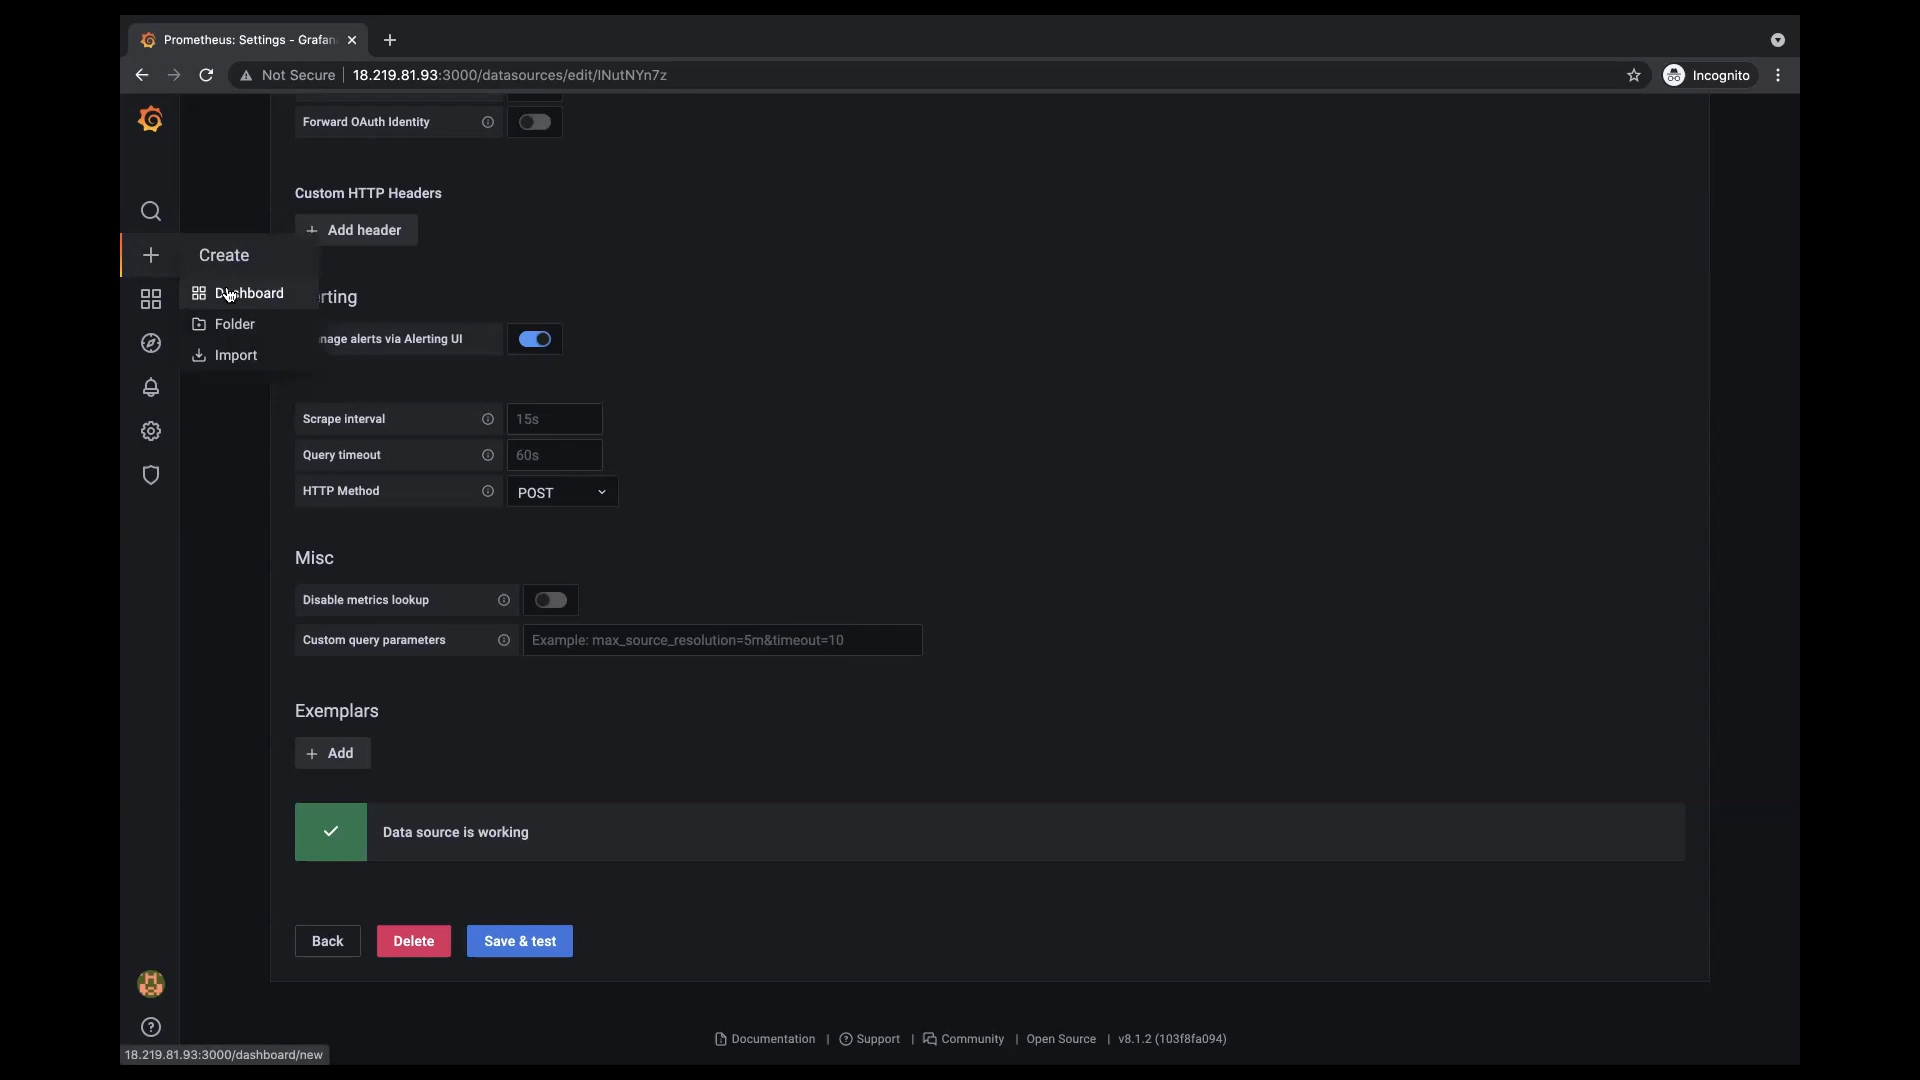 Prometheus: Settings - Grafan
Not Secure
18.219.81.93:3000/datasources/edit/INutNYn7z
Incognito
Forward OAuth Identity
Custom HTTP Headers
Add header
Create
Dashboard
erting
Folder
nage alerts via Alerting UI
Import
Scrape interval
15s
Query timeout
60s
HTTP Method
POST
Misc
Disable metrics lookup
Custom query parameters
Example: max_source_resolution=5m&timeout=10
Exemplars
Add
Data source is working
Back
Delete
Save & test
Documentation | Support | Community | Open Source | v8.1.2 (103f8fa094)
18.219.81.93:3000/dashboard/new